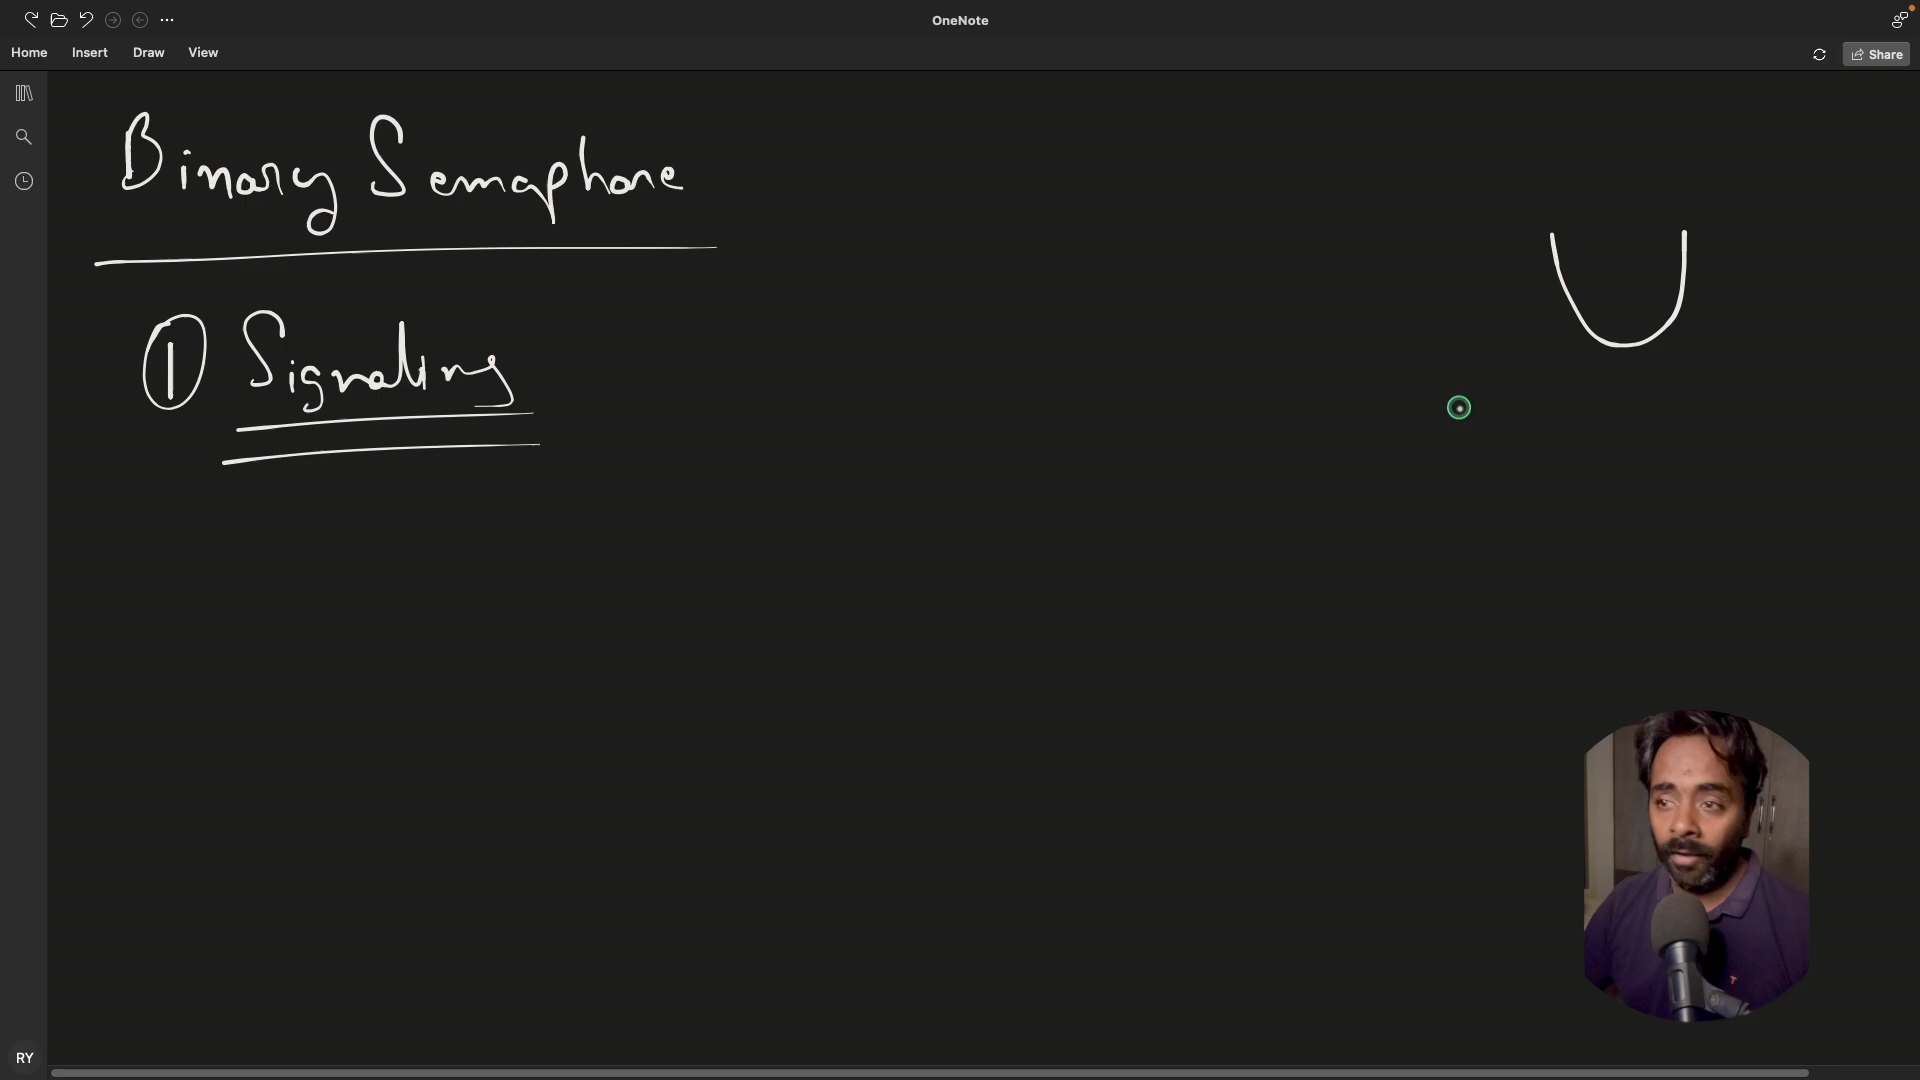 OneNote
Home Insert Draw View
Share
Binary Semaphore
① Signaling
U
RY